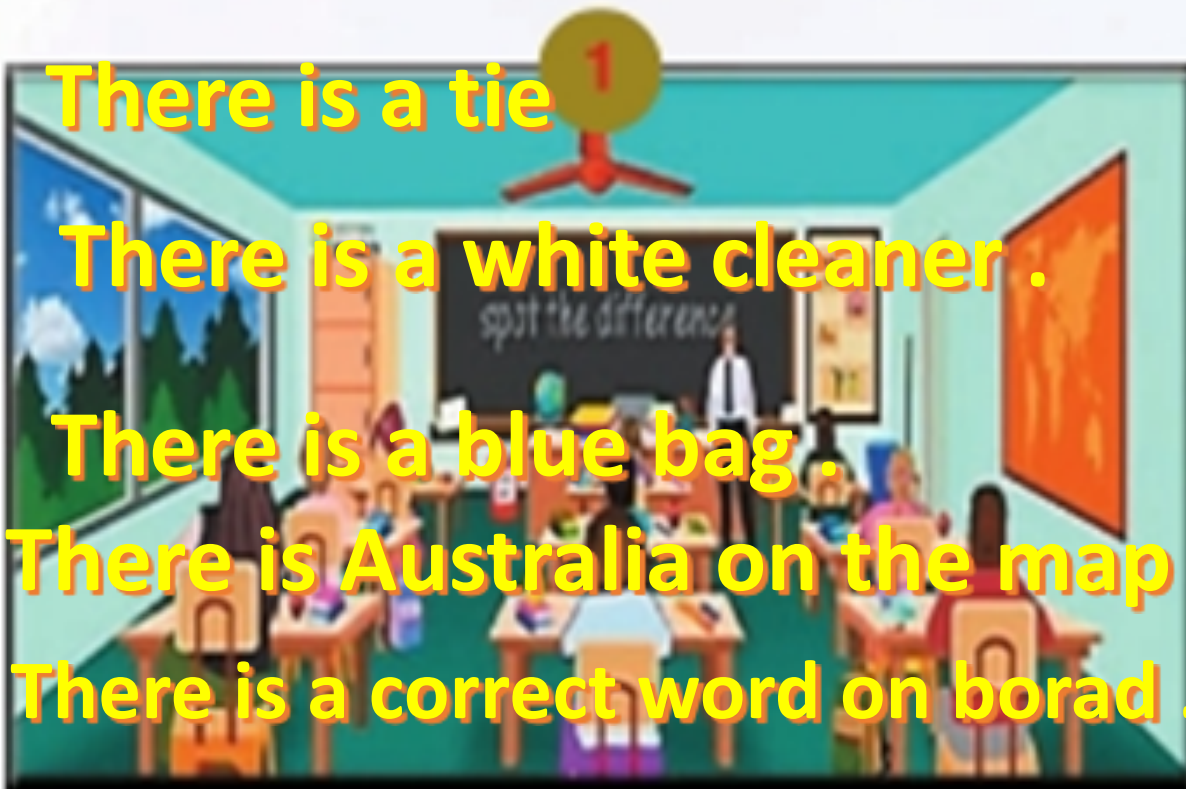 1
There is a tie
There is a white cleaner .
spot the difference
There is a blue bag .
There is Australia on the map
There is a correct word on borad .